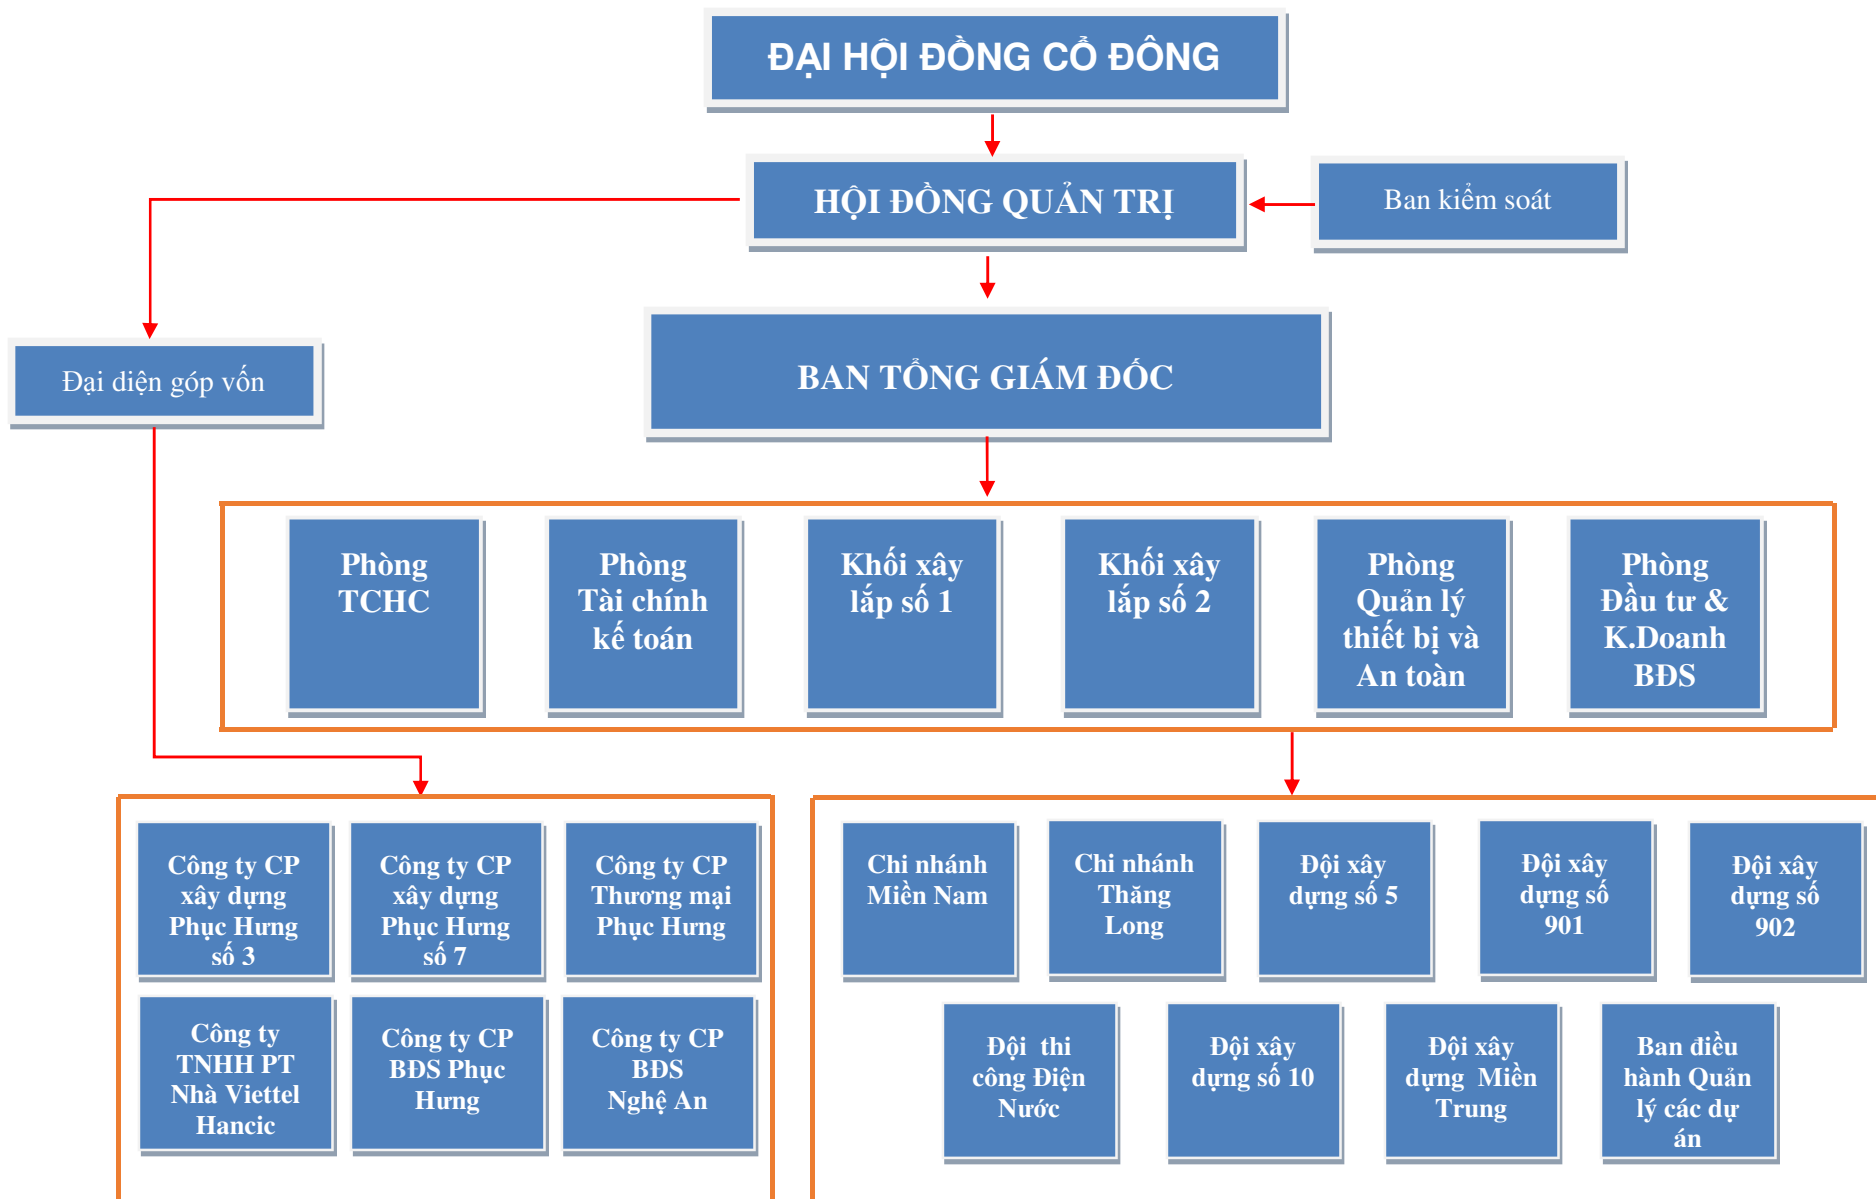 ĐẠI HỘI ĐỒNG CỔ ĐÔNG
HỘI ĐỒNG QUẢN TRỊ
Ban kiểm soát
Đại diện góp vốn
BAN TỔNG GIÁM ĐỐC
Phòng
TCHC
Phòng
Tài chính
kế toán
Khối xây
lắp số 1
Khối xây
lắp số 2
Phòng
Quản lý
thiết bị và
An toàn
Phòng
Đầu tư &
K.Doanh
BĐS
Công ty CP
xây dựng
Phục Hưng
số 3
Công ty CP
xây dựng
Phục Hưng
số 7
Công ty CP
Thương mại
Phục Hưng
Công ty
TNHH PT
Nhà Viettel
Hancic
Công ty CP
BĐS Phục
Hưng
Công ty CP
BĐS
Nghệ An
Chi nhánh
Miền Nam
Chi nhánh
Thăng
Long
Đội xây
dựng số 5
Đội xây
dựng số
901
Đội xây
dựng số
902
Đội  thi
công Điện
Nước
Đội xây
dựng số 10
Đội xây
dựng  Miền
Trung
Ban điều
hành Quản
lý các dự
án